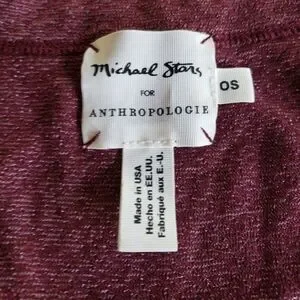 Michael Stars
FOR
ANTHROPOLOGIE
OS
Made in USA
Hecho en EE.UU.
Fabriqué aux E.-U.